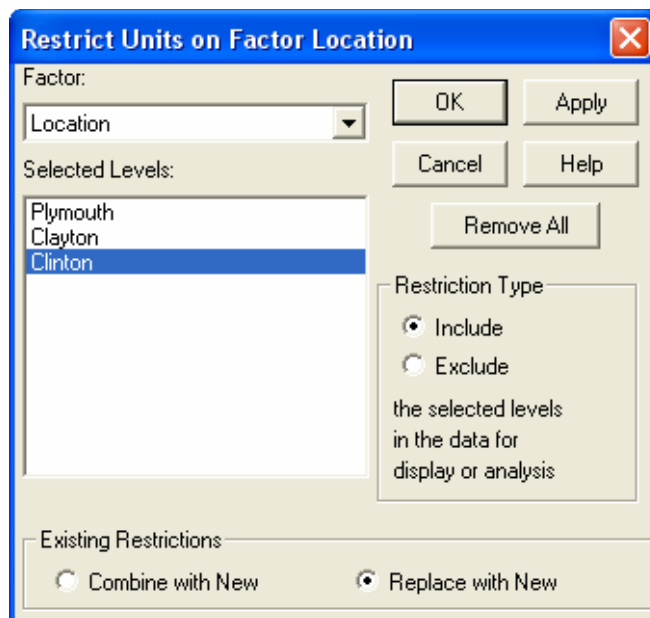 Restrict Units on Factor Location
Factor:
Location
Selected Levels:
Plymouth
Clayton
Clinton
OK
Apply
Cancel
Help
Remove All
Restriction Type
Include
Exclude
the selected levels
in the data for
display or analysis
Existing Restrictions
Combine with New
Replace with New